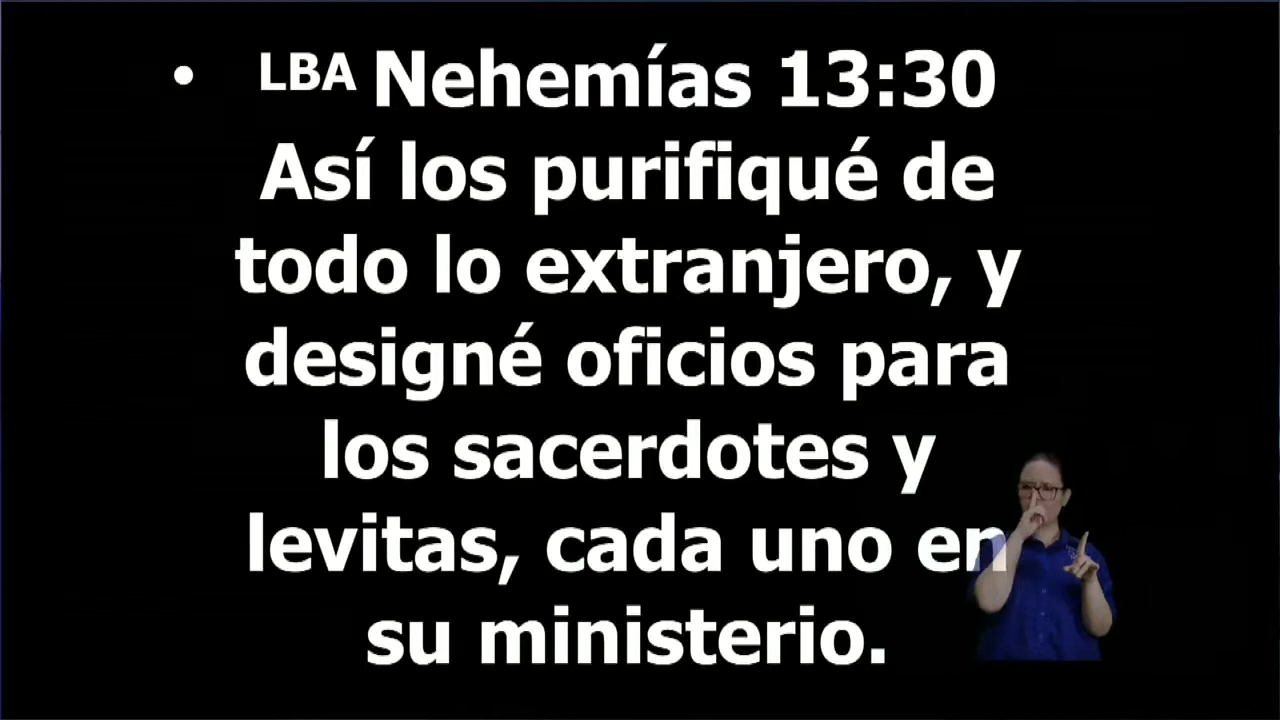 • LBA Nehemías 13:30
Así los purifiqué de
todo lo extranjero, y
designé oficios para
los sacerdotes y
levitas, cada uno en
su ministerio.